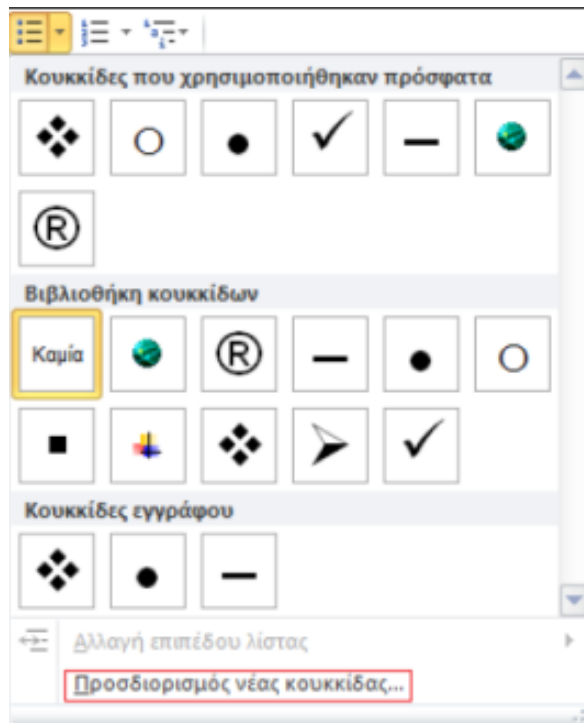 Κουκκίδες που χρησιμοποιήθηκαν πρόσφατα
®
Βιβλιοθήκη κουκκίδων
Καμία
®
Κουκκίδες εγγράφου
Αλλαγή επιπέδου λίστας
Προσδιορισμός νέας κουκκίδας...